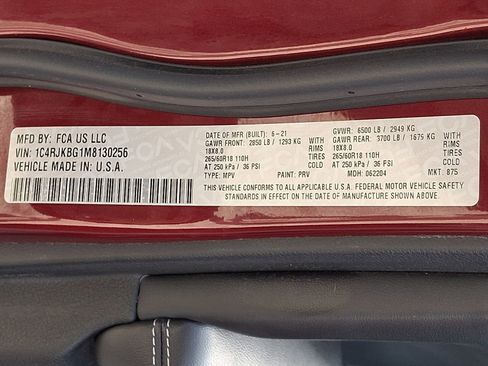 MFD BY: FCA US LLC
VIN: 1C4RJKBG1M8130256
VEHICLE MADE IN: U.S.A.
DATE OF MFR (BUILT): 6-21
GAWR FRONT: 2850 LB / 1293 KG
18X8.0
265/60R18 110H
AT 250 kPa / 36 PSI
TYPE: MPV
PAINT: PRV
WITH
RIMS
TIRES
GVWR: 6500 LB / 2949 KG
GAWR REAR: 3700 LB / 1675 KG
18X8.0
265/60R18 110H
AT 250 kPa / 36 PSI
MDH: 062204
WITH
RIMS
TIRES
MKT: 875
THIS VEHICLE CONFORMS TO ALL APPLICABLE U.S.A. FEDERAL MOTOR VEHICLE SAFETY
STANDARDS IN EFFECT ON THE DATE OF MANUFACTURE SHOWN ABOVE.